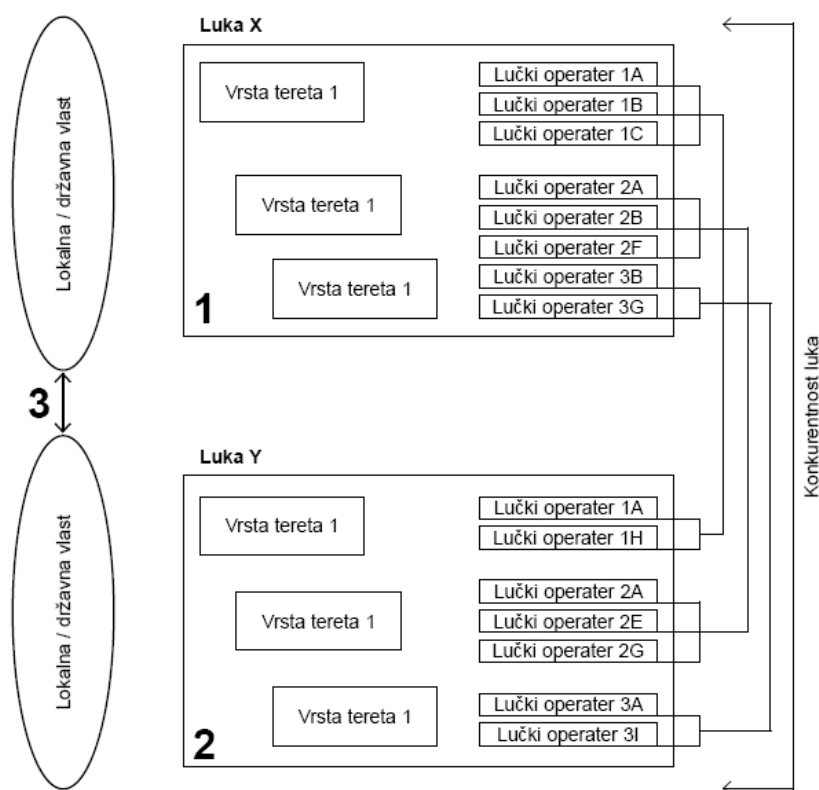 Luka X
Lokalna / državna vlast
Vrsta tereta 1
Lučki operater 1A
Lučki operater 1B
Lučki operater 1C
Vrsta tereta 1
Lučki operater 2A
Lučki operater 2B
Lučki operater 2F
Vrsta tereta 1
Lučki operater 3B
Lučki operater 3G
1
3
Konkurentnost luka
Luka Y
Lokalna / državna vlast
Vrsta tereta 1
Lučki operater 1A
Lučki operater 1H
Vrsta tereta 1
Lučki operater 2A
Lučki operater 2E
Lučki operater 2G
Vrsta tereta 1
Lučki operater 3A
Lučki operater 3I
2